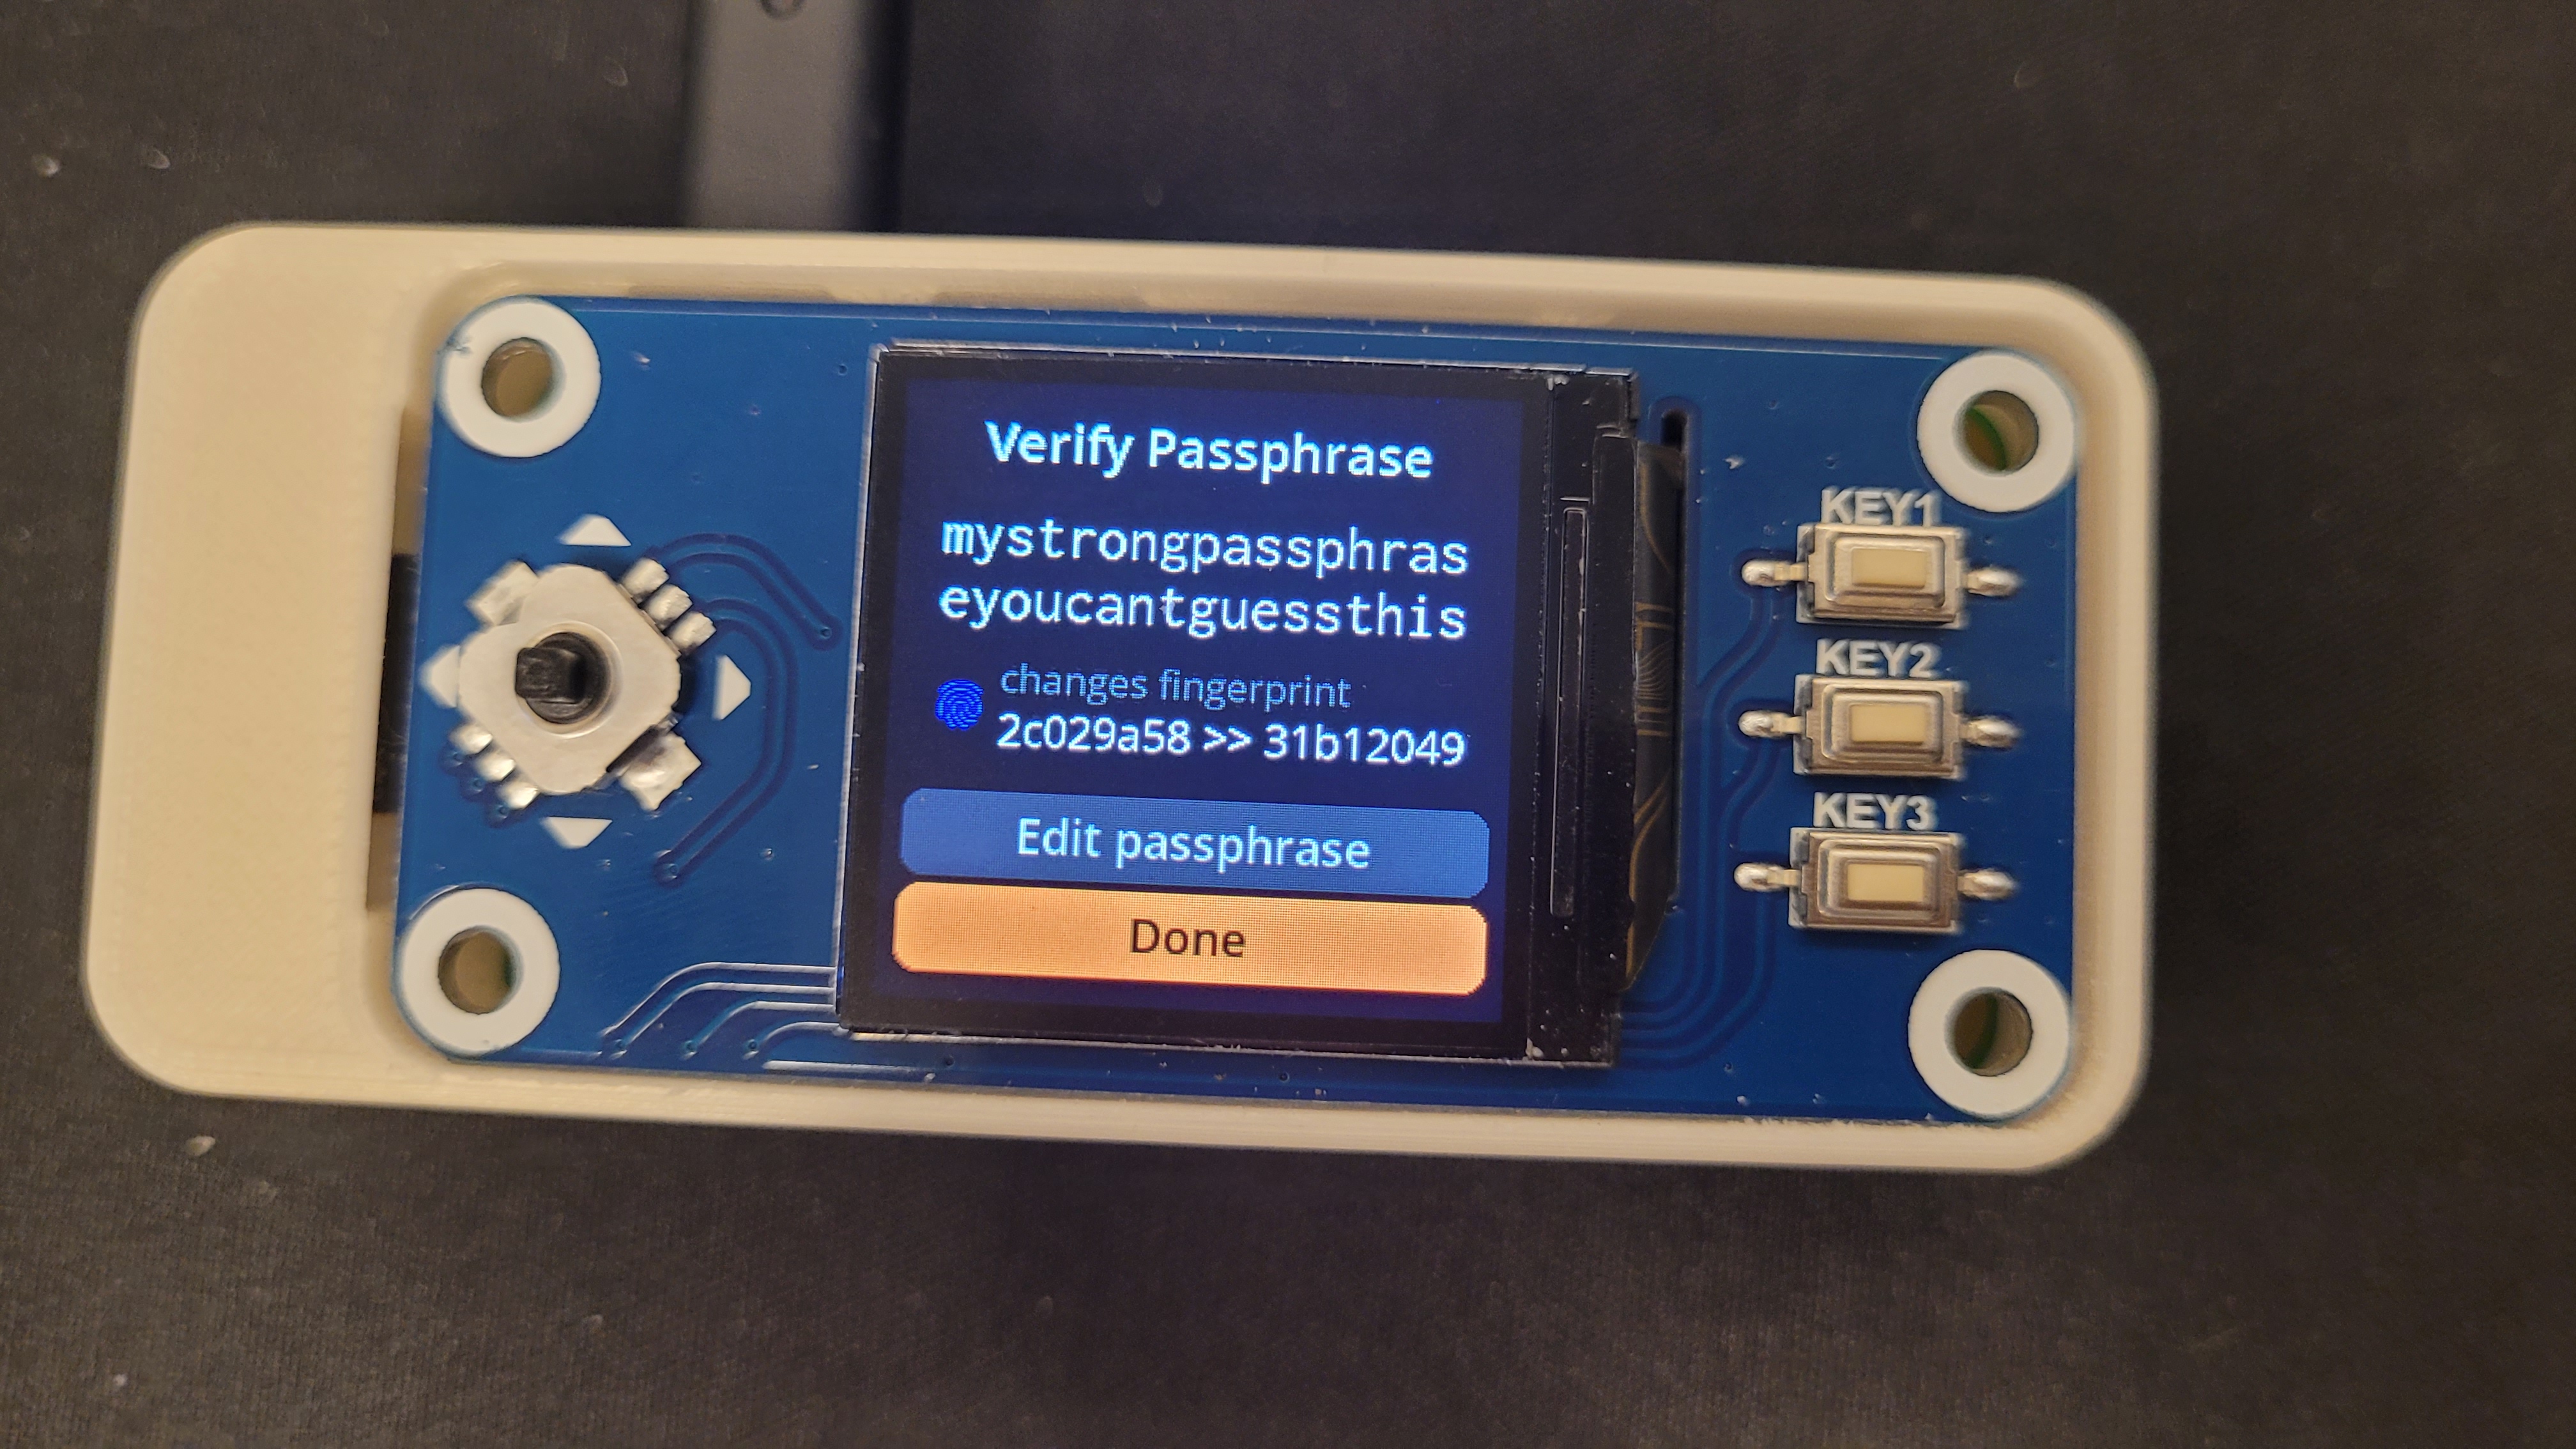 Verify Passphrase
mystrongpassphras
eyoucantguessthis
changes fingerprint
2c029a58 >> 31b12049
Edit passphrase
Done
KEY1
KEY2
KEY3